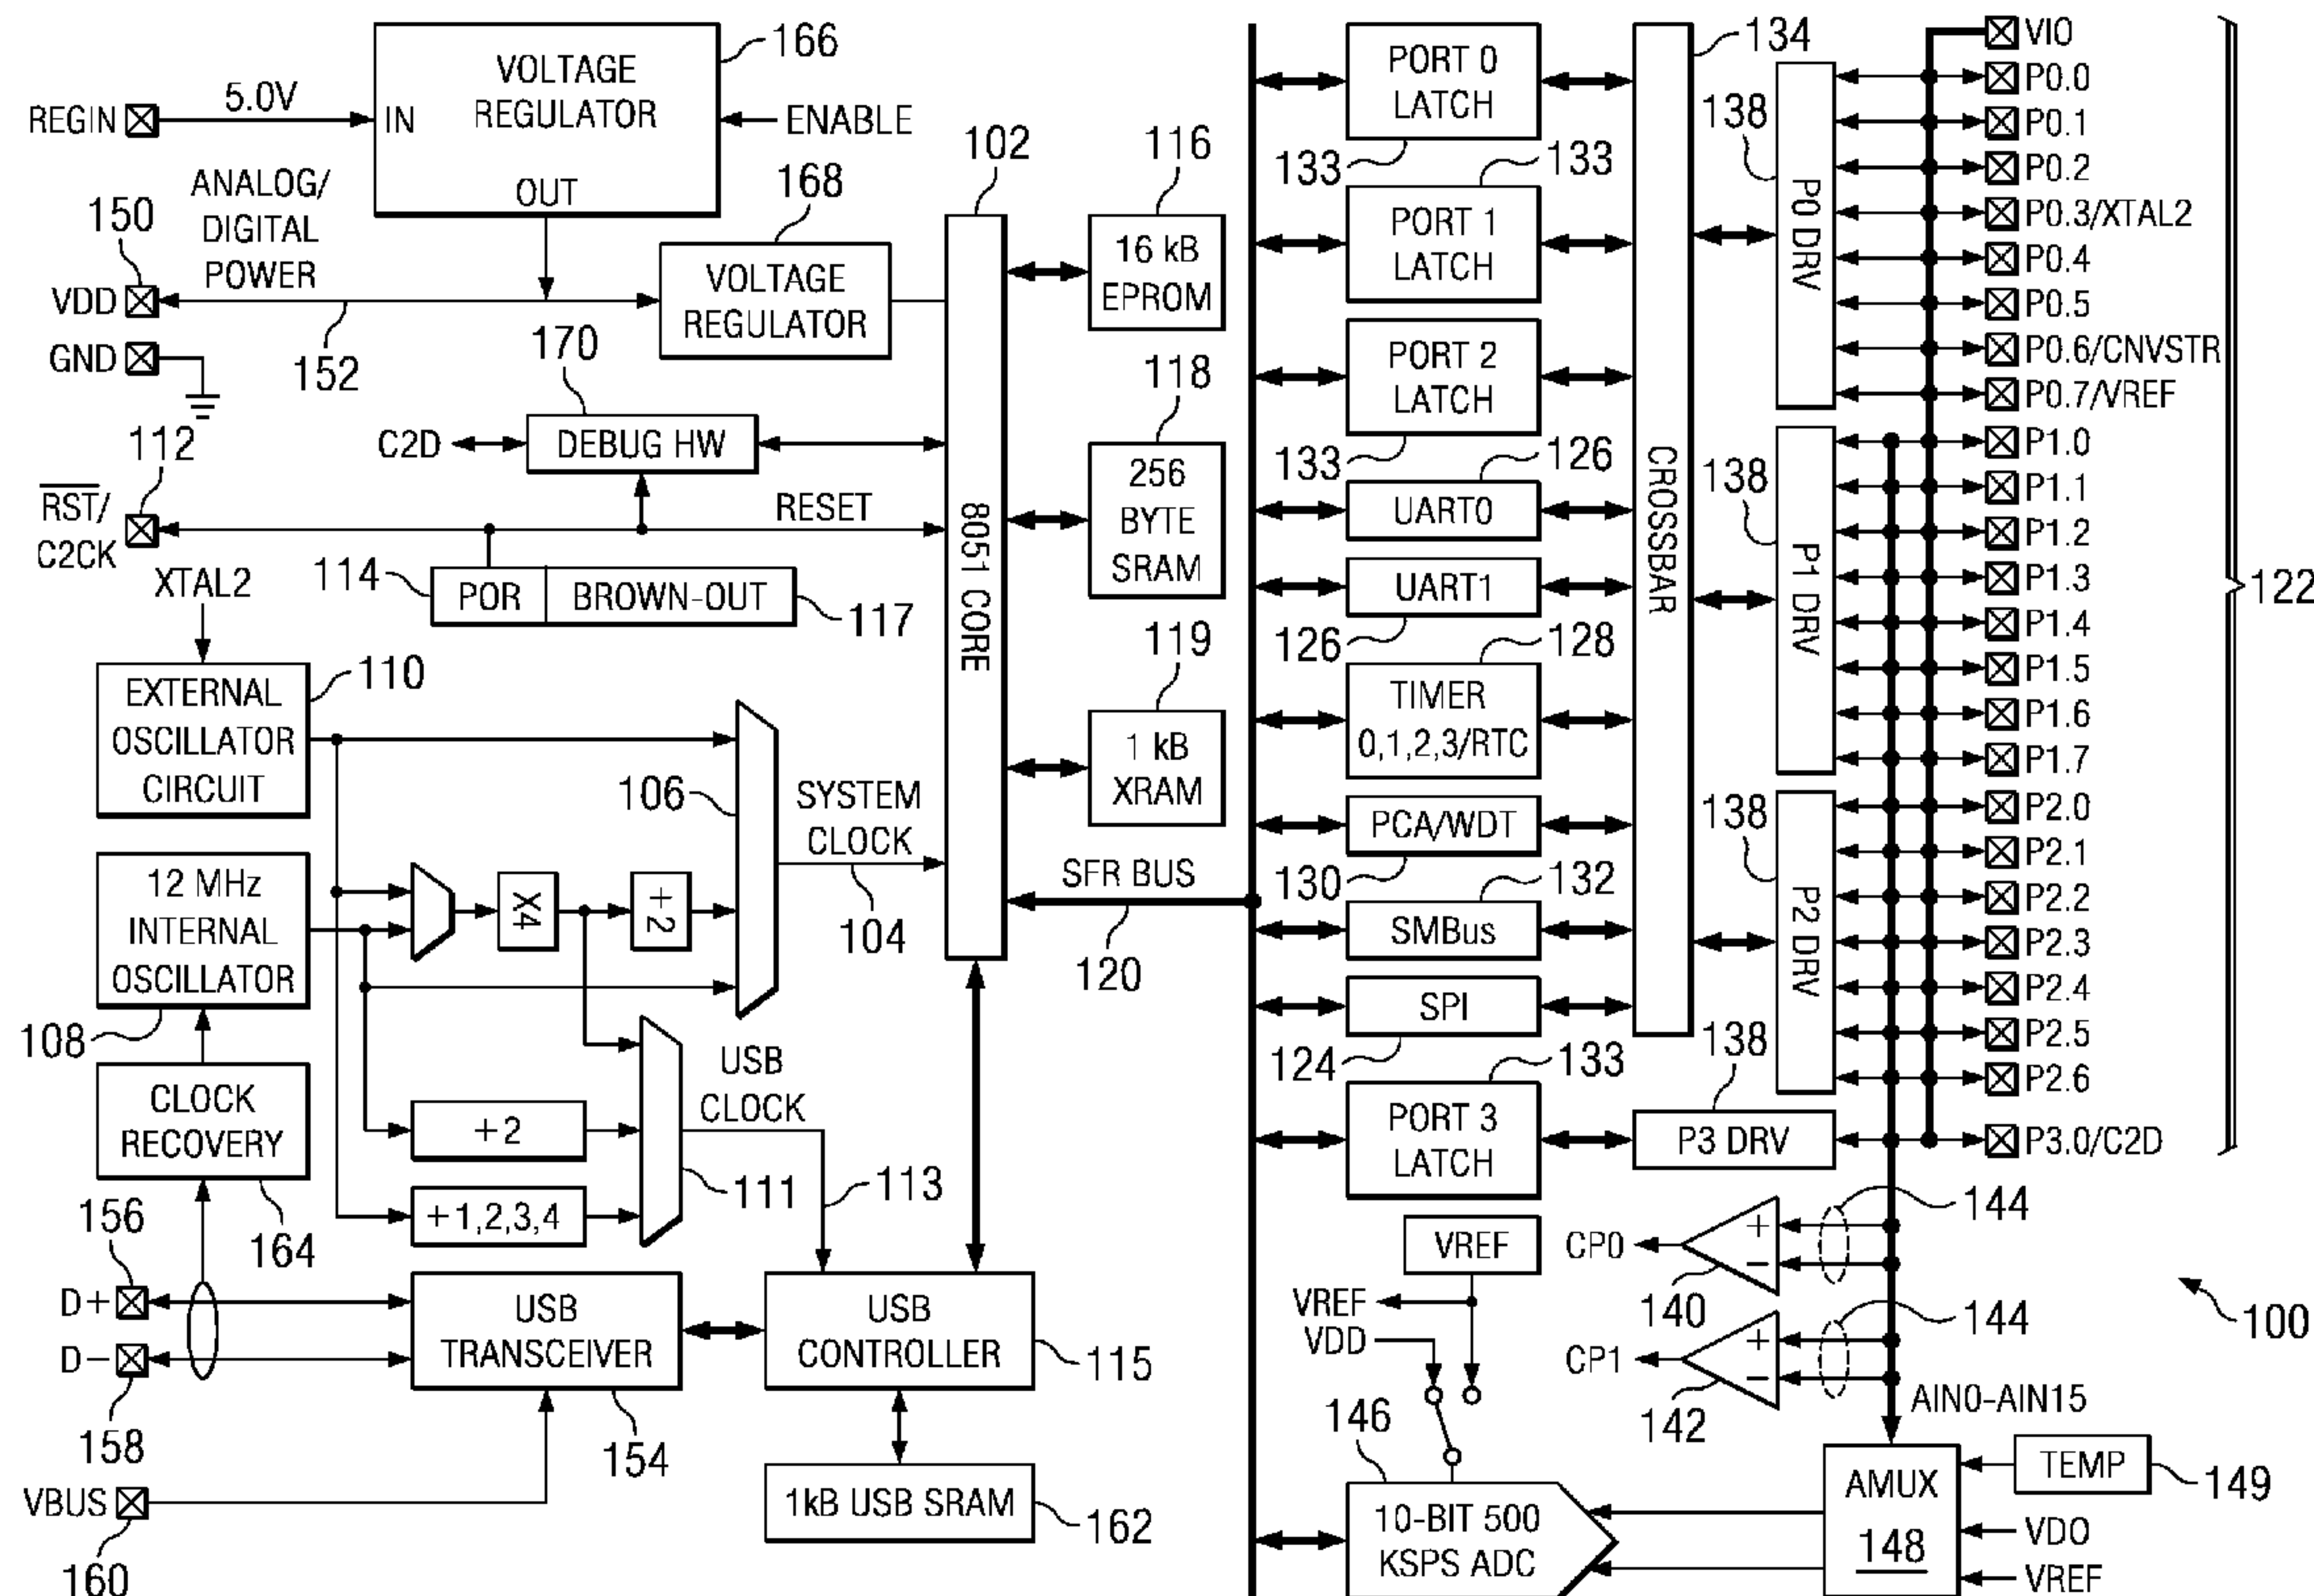 166
VOLTAGE
REGULATOR
REGIN
5.0V
IN
ENABLE
OUT
ANALOG/
DIGITAL
POWER
150
VDD
152
GND
168
VOLTAGE
REGULATOR
170
DEBUG HW
C2D
112
RST/
C2CK
RESET
114
POR
BROWN-OUT
117
XTAL2
EXTERNAL
OSCILLATOR
CIRCUIT
110
12 MHz
INTERNAL
OSCILLATOR
108
CLOCK
RECOVERY
164
X4
+2
106
SYSTEM
CLOCK
104
+2
+1,2,3,4
111
USB
CLOCK
113
156
D+
D−
158
VBUS
160
USB
TRANSCEIVER
154
USB
CONTROLLER
115
1kB USB SRAM
162
102
8051 CORE
116
16 kB
EPROM
118
256
BYTE
SRAM
119
1 kB
XRAM
SFR BUS
120
PORT 0
LATCH
133
133
PORT 1
LATCH
PORT 2
LATCH
133
126
UART0
UART1
126
128
TIMER
0,1,2,3/RTC
PCA/WDT
130
132
SMBus
SPI
124
133
PORT 3
LATCH
134
CROSSBAR
138
P0 DRV
138
P1 DRV
138
P2 DRV
138
P3 DRV
VIO
P0.0
P0.1
P0.2
P0.3/XTAL2
P0.4
P0.5
P0.6/CNVSTR
P0.7/VREF
P1.0
P1.1
P1.2
P1.3
P1.4
P1.5
P1.6
P1.7
P2.0
P2.1
P2.2
P2.3
P2.4
P2.5
P2.6
P3.0/C2D
122
VREF
VREF
VDD
CP0
+
−
140
144
CP1
+
−
142
144
100
AIN0-AIN15
146
10-BIT 500
KSPS ADC
AMUX
148
TEMP
149
VDO
VREF